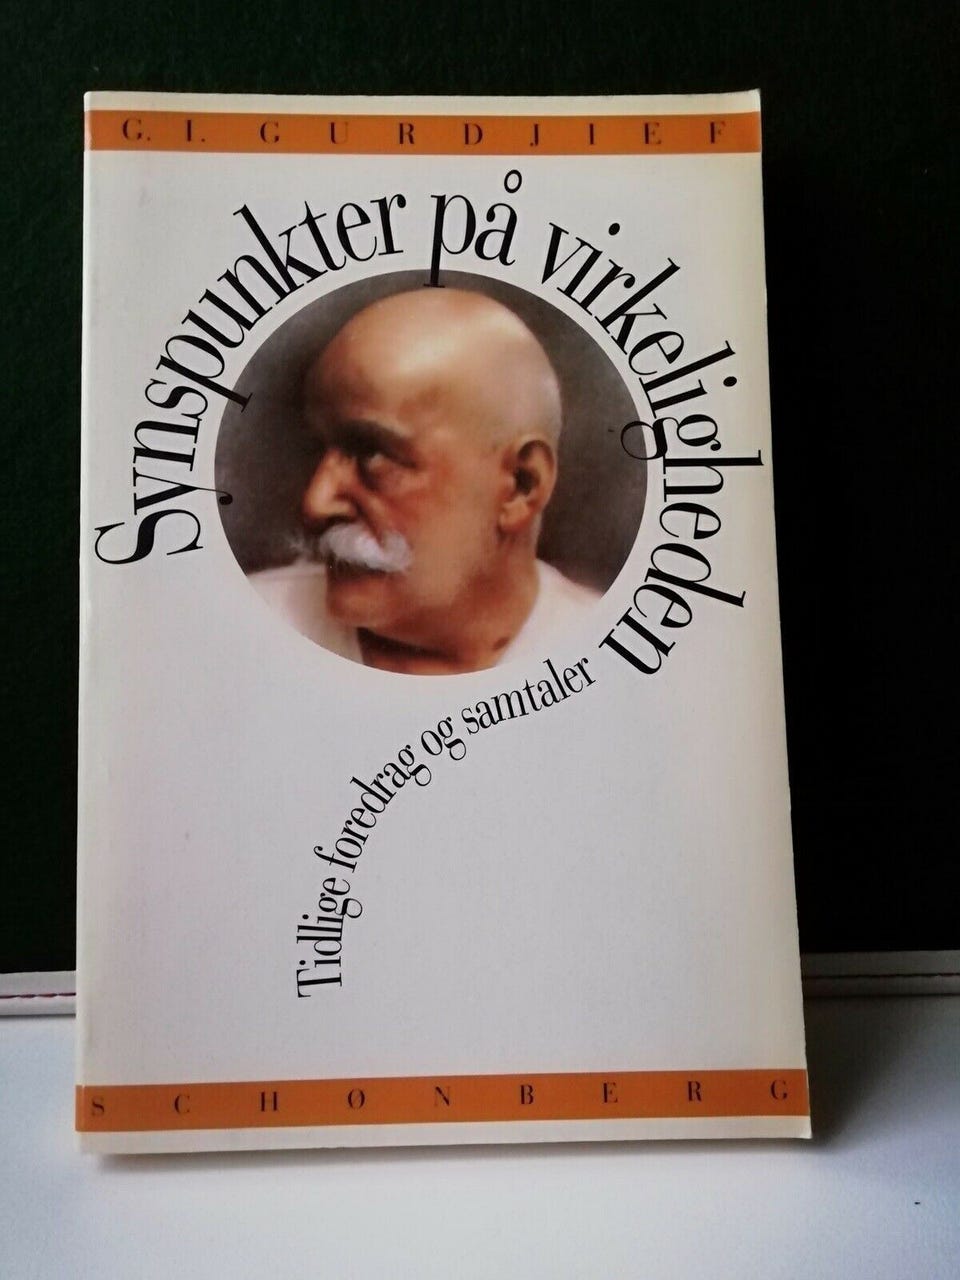 G. I. GURDJIEF
Synspunkter på virkeligheden
Tidlige foredrag og samtaler
SCHØNBERG